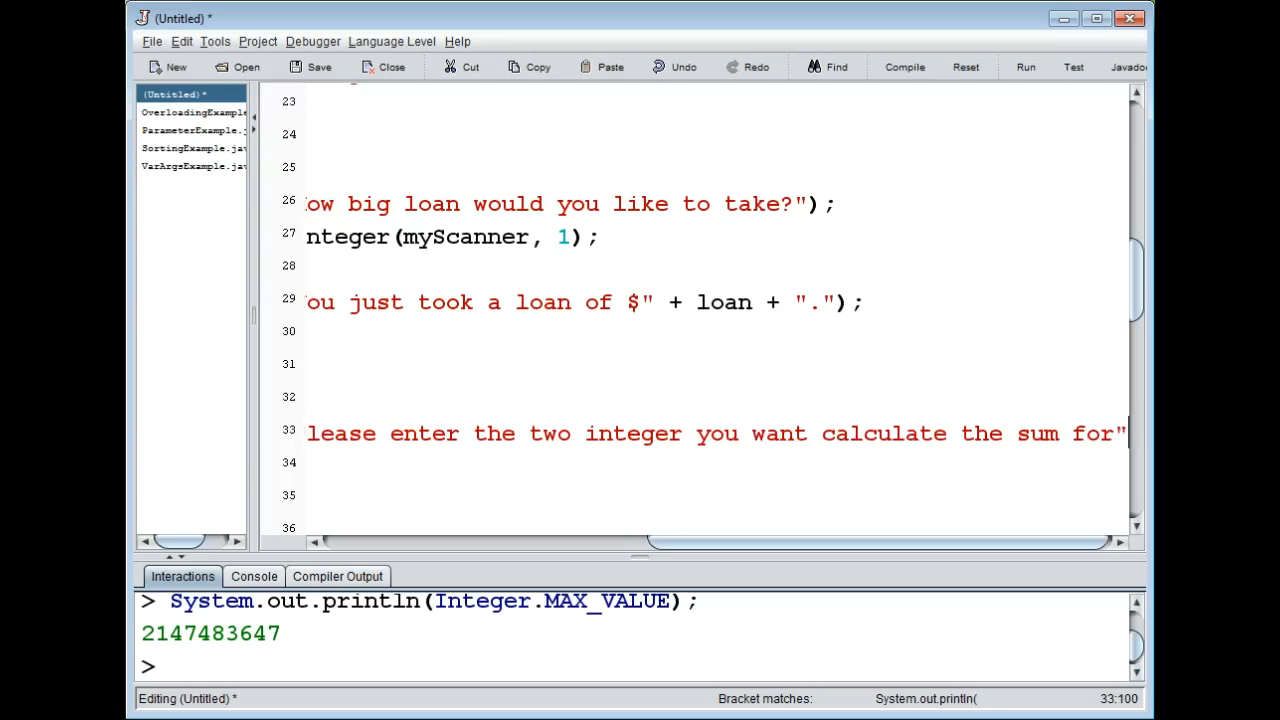 (Untitled) *
File Edit Tools Project Debugger Language Level Help
New Open Save Close Cut Copy Paste Undo Redo Find Compile Reset Run Test Javado
(Untitled)*
OverloadingExample
ParameterExample.j
SortingExample.jav
VarArgsExample.jav
23
24
25
26 ow big loan would you like to take?");
27 nteger(myScanner, 1);
28
29 ou just took a loan of $" + loan + ".");
30
31
32
33 lease enter the two integer you want calculate the sum for"
34
35
36
Interactions Console Compiler Output
> System.out.println(Integer.MAX_VALUE);
2147483647
>
Editing (Untitled) * Bracket matches: System.out.println( 33:100